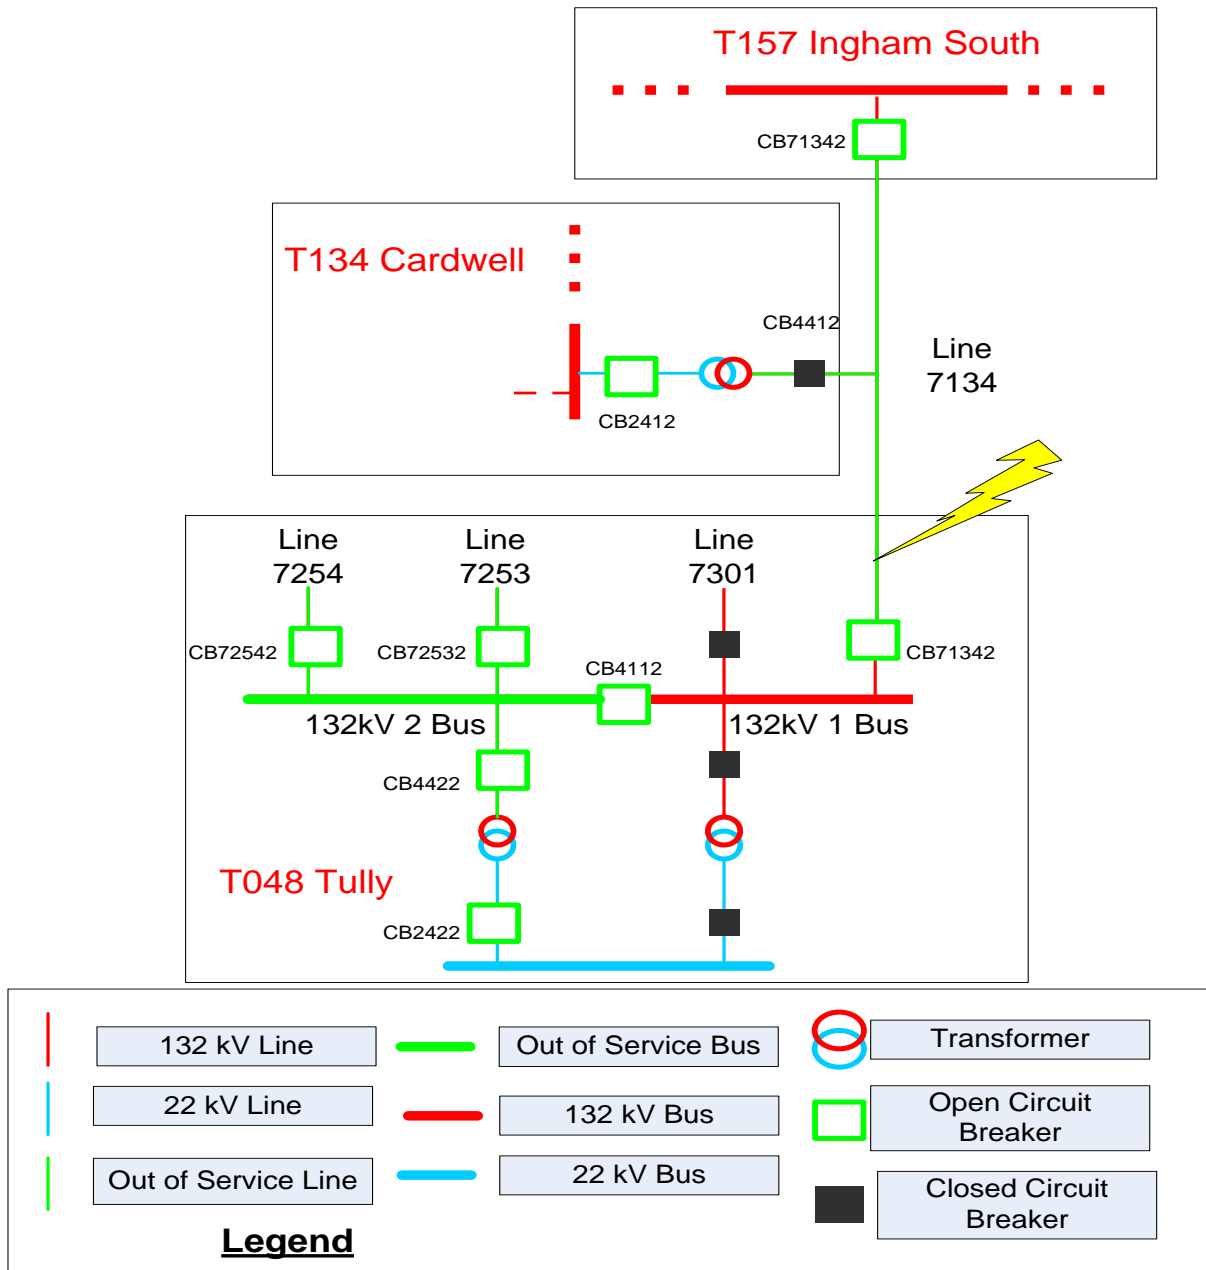 T157 Ingham South
CB71342
T134 Cardwell
CB4412
CB2412
Line
7134
Line
7254
Line
7253
Line
7301
CB72542
CB72532
CB4112
CB71342
132kV 2 Bus
132kV 1 Bus
CB4422
T048 Tully
CB2422
132 kV Line
Out of Service Bus
Transformer
22 kV Line
132 kV Bus
Open Circuit
Breaker
Out of Service Line
22 kV Bus
Closed Circuit
Breaker
Legend